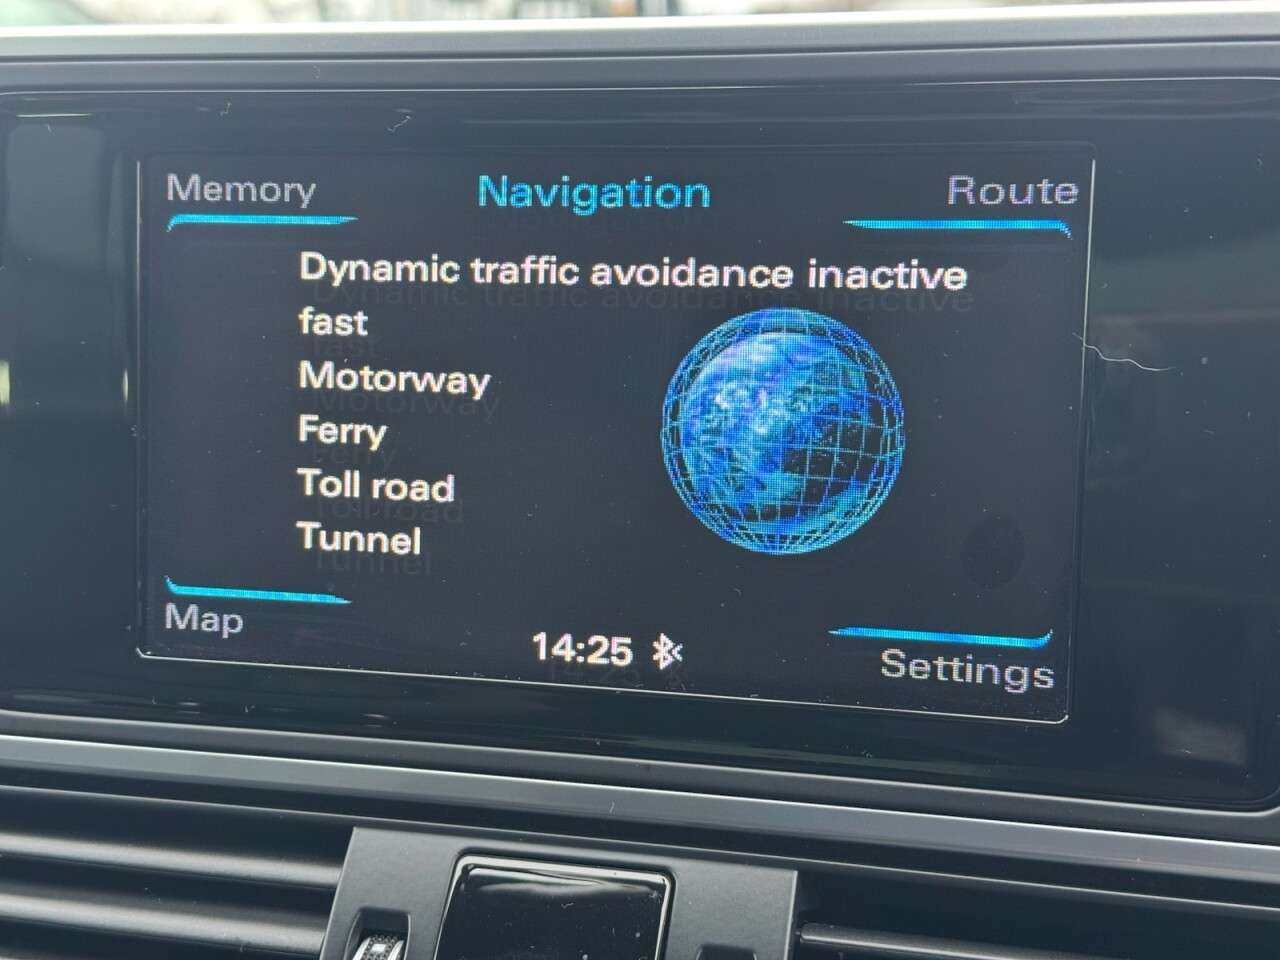 Memory
Navigation
Route
Dynamic traffic avoidance inactive
fast
Motorway
Ferry
Toll road
Tunnel
Map
14:25
Settings